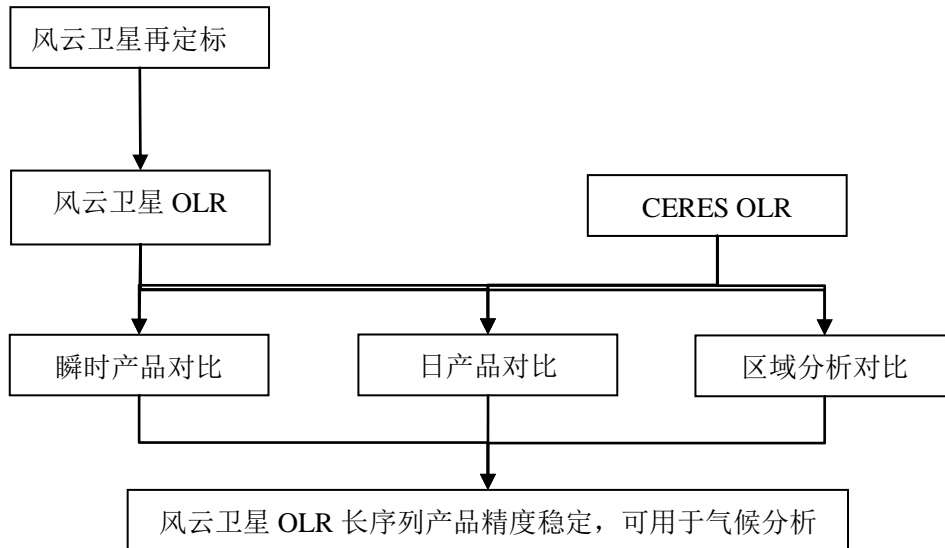 风云卫星再定标
风云卫星 OLR
CERES OLR
瞬时产品对比
日产品对比
区域分析对比
风云卫星 OLR 长序列产品精度稳定，可用于气候分析